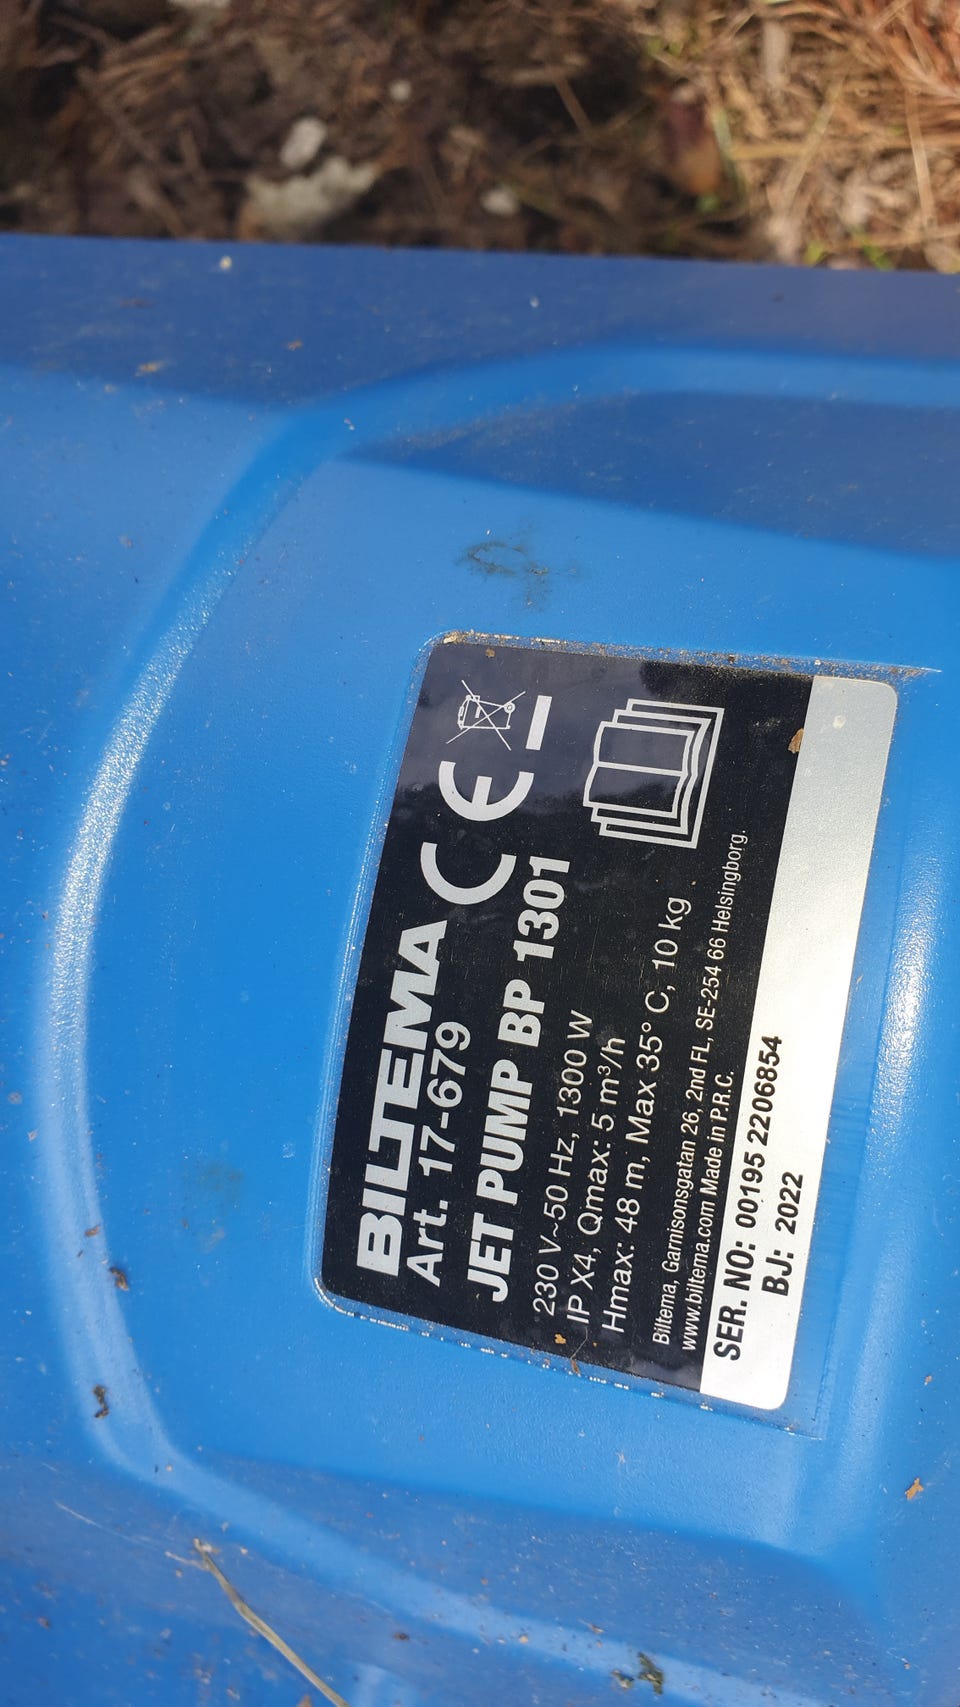 BILTEMA
Art. 17-679
JET PUMP BP 1301
230 V~50 Hz, 1300 W
IP X4, Qmax: 5 m³/h
Hmax: 48 m, Max 35° C, 10 kg
Biltema, Garnisonsgatan 26, 2nd FL, SE-254 66 Helsingborg.
www.biltema.com Made in P.R.C.
SER. NO: 00195 2206854
BJ: 2022
CE